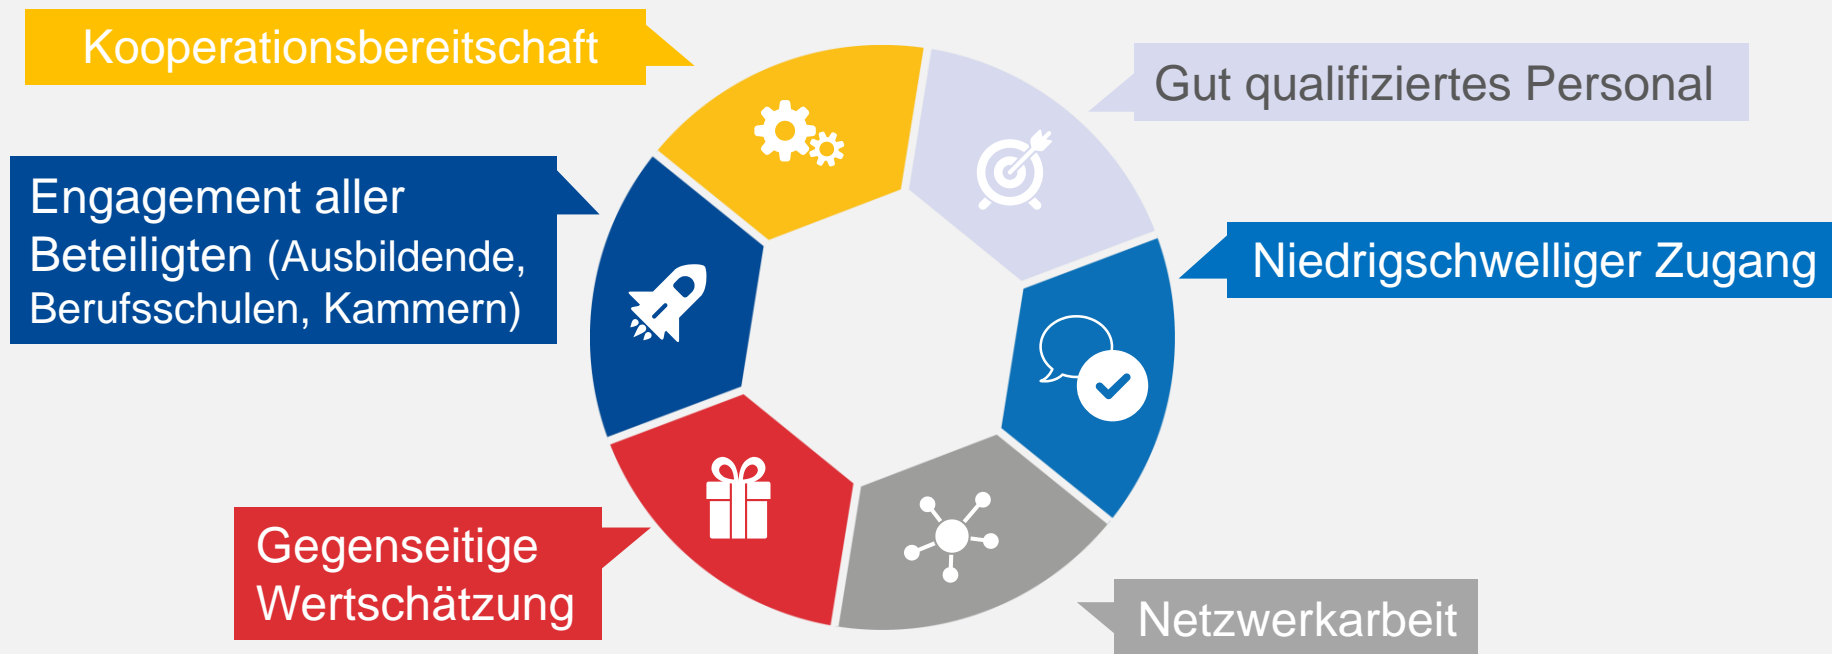 Kooperationsbereitschaft
Gut qualifiziertes Personal
Engagement aller
Beteiligten (Ausbildende,
Berufsschulen, Kammern)
Niedrigschwelliger Zugang
Gegenseitige
Wertschätzung
Netzwerkarbeit